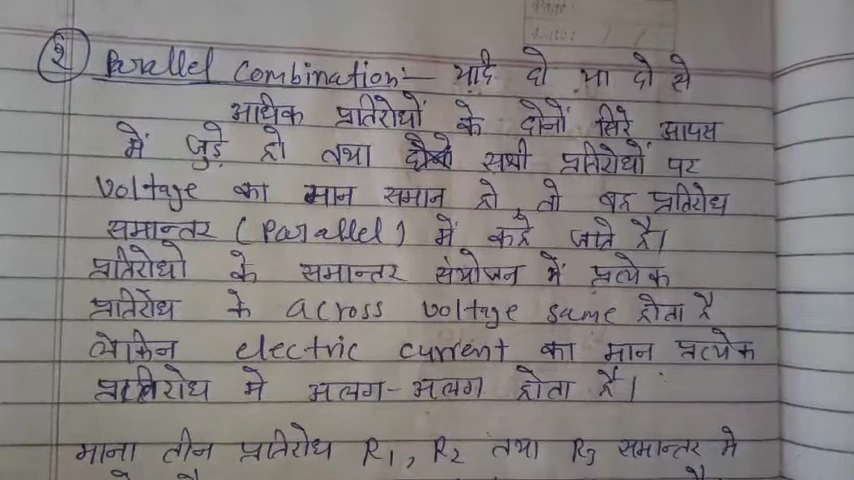 २) Parallel Combination:- यदि दो या दो से
अधिक प्रतिरोधों के दोनों सिरे आपस
में जुड़े हो तथा सभी प्रतिरोधों पर
Voltage का मान समान हो, तो वह प्रतिरोध
समान्तर (Parallel) में कहे जाते है।
प्रतिरोधो के समान्तर संयोजन में प्रत्येक
प्रतिरोध के across voltage same होता है
लेकिन electric current का मान प्रत्येक
प्रतिरोध मे अलग-अलग होता है।
माना तीन प्रतिरोध R1, R2 तथा R3 समान्तर मे